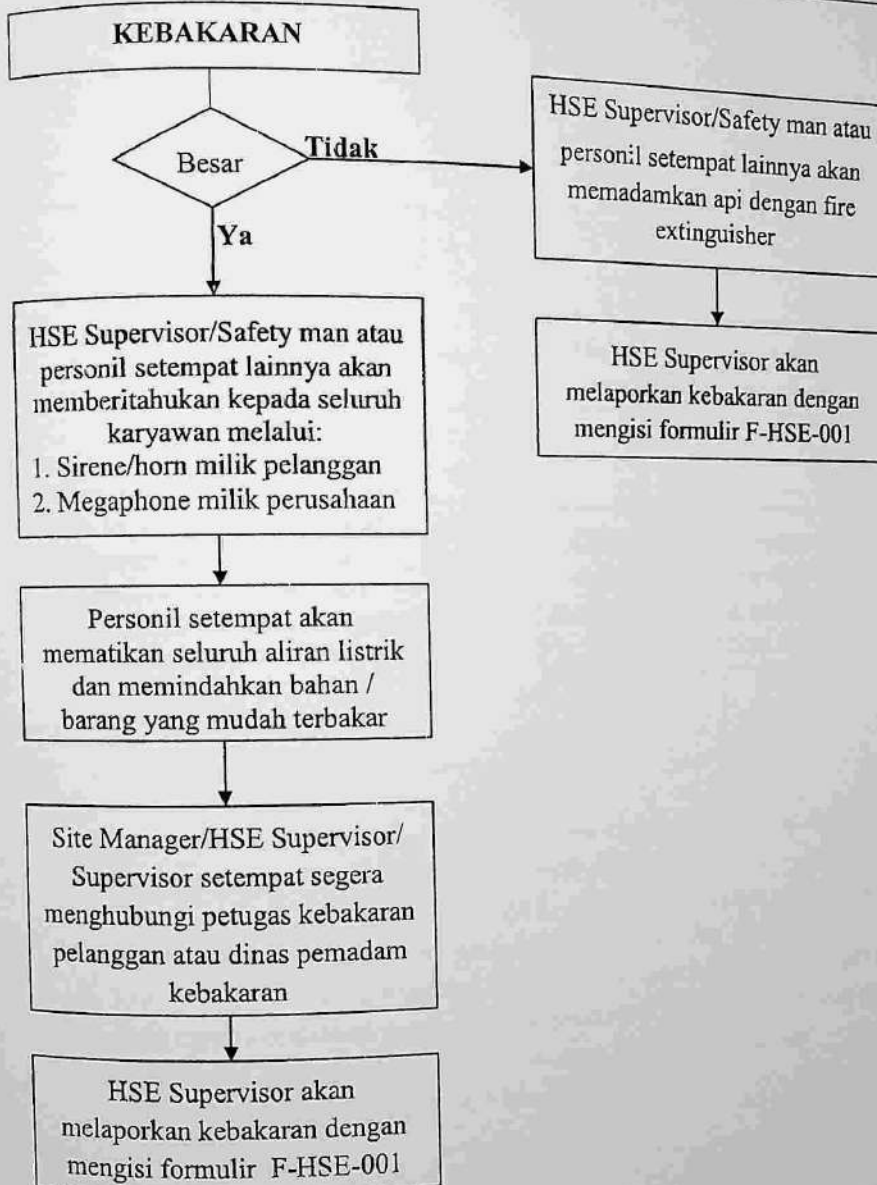 KEBAKARAN
Besar
Tidak
Ya
HSE Supervisor/Safety man atau
personil setempat lainnya akan
memadamkan api dengan fire
extinguisher
HSE Supervisor akan
melaporkan kebakaran dengan
mengisi formulir F-HSE-001
HSE Supervisor/Safety man atau
personil setempat lainnya akan
memberitahukan kepada seluruh
karyawan melalui:
1. Sirene/horn milik pelanggan
2. Megaphone milik perusahaan
Personil setempat akan
mematikan seluruh aliran listrik
dan memindahkan bahan /
barang yang mudah terbakar
Site Manager/HSE Supervisor/
Supervisor setempat segera
menghubungi petugas kebakaran
pelanggan atau dinas pemadam
kebakaran
HSE Supervisor akan
melaporkan kebakaran dengan
mengisi formulir F-HSE-001